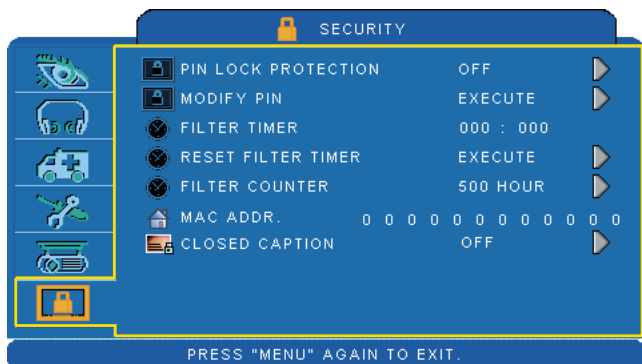 SECURITY
PIN LOCK PROTECTION OFF
MODIFY PIN EXECUTE
FILTER TIMER 000 : 000
RESET FILTER TIMER EXECUTE
FILTER COUNTER 500 HOUR
MAC ADDR. 0 0 0 0 0 0 0 0 0 0 0 0
CLOSED CAPTION OFF
PRESS "MENU" AGAIN TO EXIT.